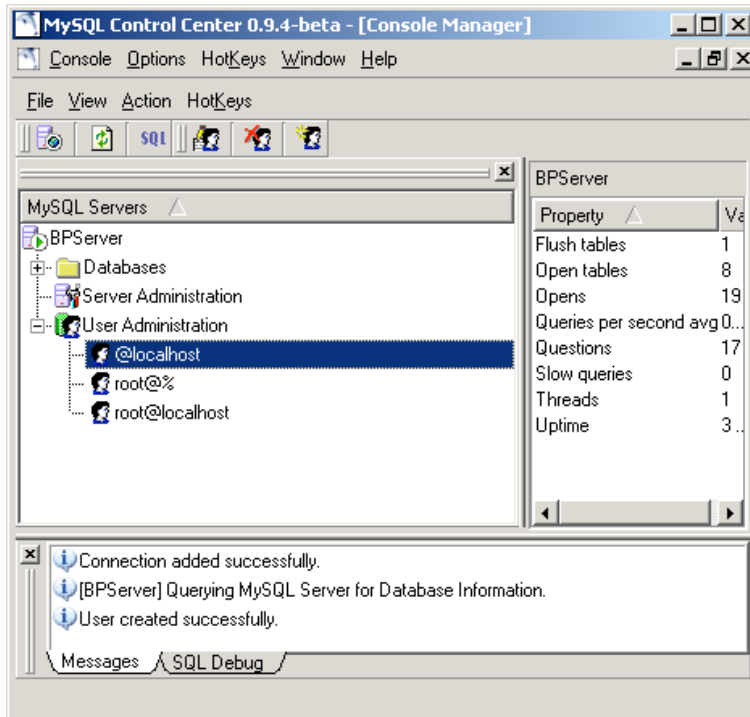 MySQL Control Center 0.9.4-beta - [Console Manager]
Console Options HotKeys Window Help
File View Action HotKeys
SQL
MySQL Servers
BPServer
Databases
Server Administration
User Administration
@localhost
root@%
root@localhost
BPServer
Property Va
Flush tables 1
Open tables 8
Opens 19
Queries per second avg 0...
Questions 17
Slow queries 0
Threads 1
Uptime 3...
Connection added successfully.
[BPServer] Querying MySQL Server for Database Information.
User created successfully.
Messages SQL Debug